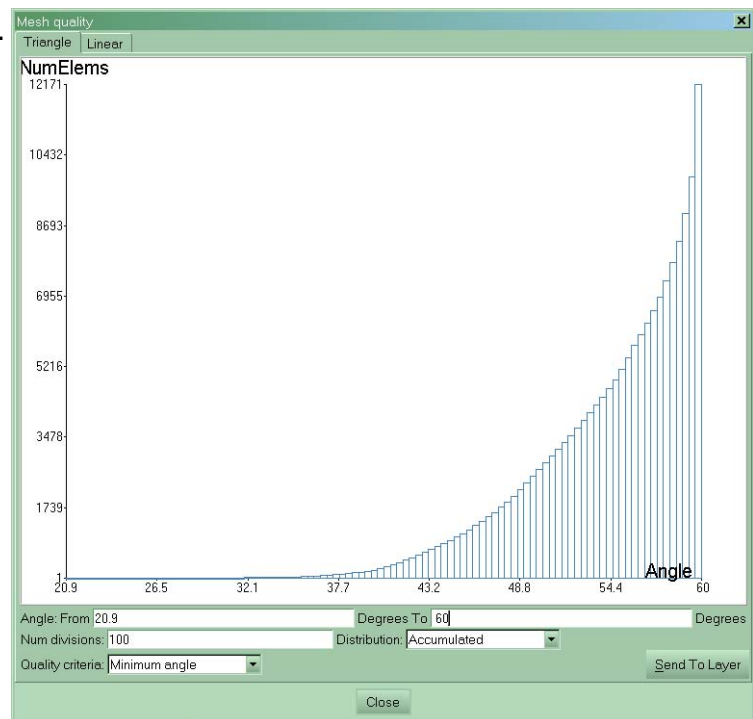 Mesh quality
Triangle Linear
NumElems
12171
10432
8693
6955
5216
3478
1739
1
20.9 26.5 32.1 37.7 43.2 48.8 54.4 60
Angle
Angle: From 20.9 Degrees To 60 Degrees
Num divisions: 100 Distribution: Accumulated
Quality criteria: Minimum angle Send To Layer
Close